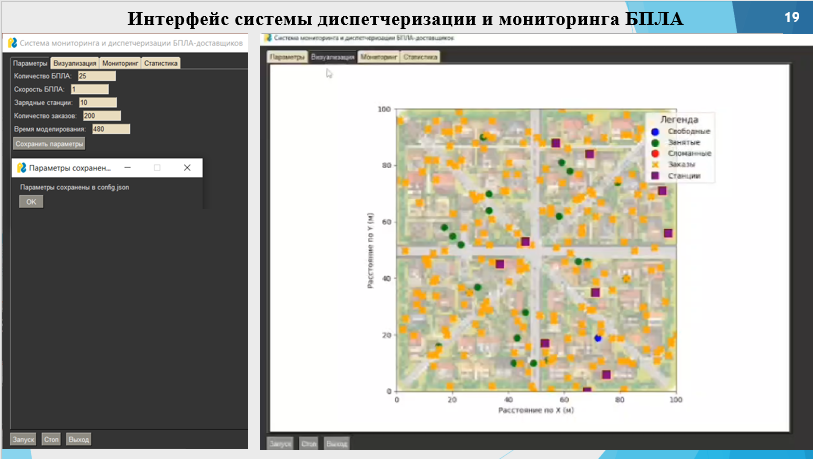 Интерфейс системы диспетчеризации и мониторинга БПЛА
19
Система мониторинга и диспетчеризации БПЛА-доставщиков
Параметры Визуализация Мониторинг Статистика
Количество БПЛА: 25
Скорость БПЛА: 1
Зарядные станции: 10
Количество заказов: 200
Время моделирования: 480
Сохранить параметры
Параметры сохранен...
Параметры сохранены в config json
OK
Запуск Стоп Выход
Система мониторинга и диспетчеризации БПЛА-доставщиков
Параметры Визуализация Мониторинг Статистика
Легенда
Свободные
Занятые
Сломанные
Заказы
Станции
100
80
60
40
20
0
Расстояние по Y (м)
0 20 40 60 80 100
Расстояние по X (м)
Запуск Стоп Выход